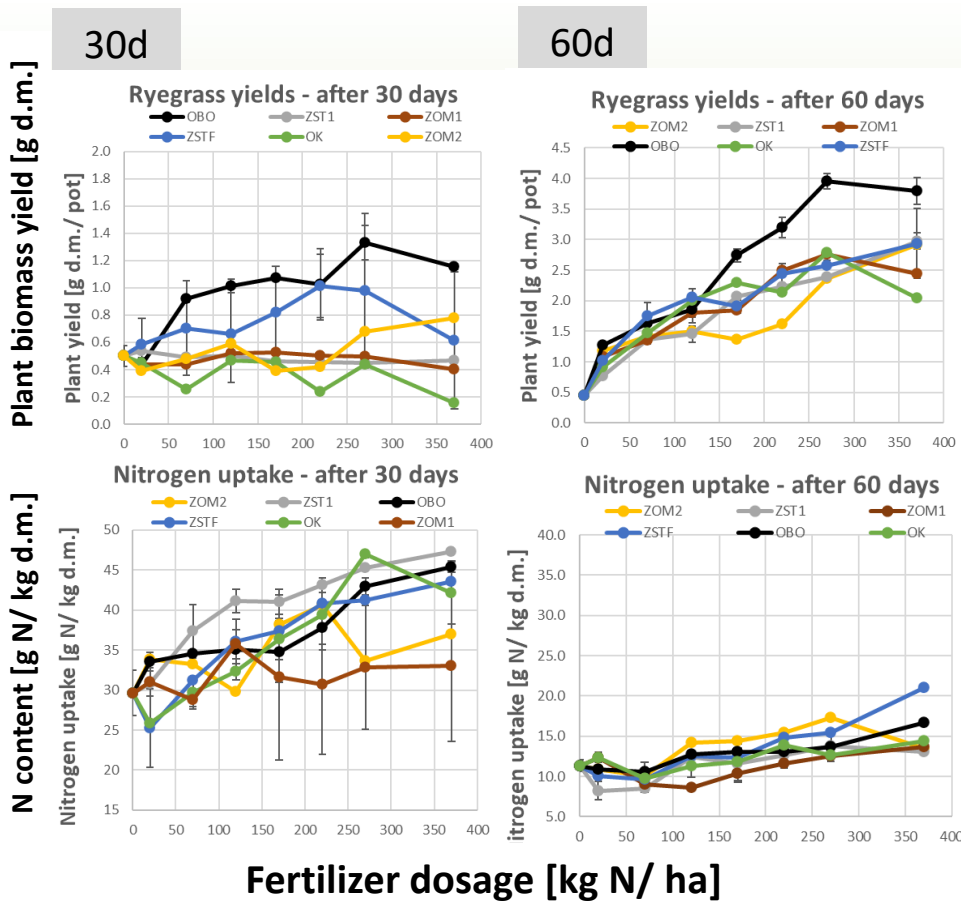 30d
60d
Plant biomass yield [g d.m.]
Ryegrass yields - after 30 days
OBO ZST1 ZOM1
ZSTF OK ZOM2
Plant yield [g d.m./ pot]
2.0
1.8
1.6
1.4
1.2
1.0
0.8
0.6
0.4
0.2
0.0
0 50 100 150 200 250 300 350 400
Ryegrass yields - after 60 days
ZOM2 ZST1 ZOM1
OBO OK ZSTF
Plant yield [g d.m./ pot]
4.5
4.0
3.5
3.0
2.5
2.0
1.5
1.0
0.5
0.0
0 50 100 150 200 250 300 350 400
N content [g N/ kg d.m.]
Nitrogen uptake - after 30 days
ZOM2 ZST1 OBO
ZSTF OK ZOM1
Nitrogen uptake [g N/ kg d.m.]
50
45
40
35
30
25
20
15
0 50 100 150 200 250 300 350 400
Nitrogen uptake - after 60 days
ZOM2 ZST1 ZOM1
ZSTF OBO OK
itrogen uptake [g N/ kg d.m.]
40.0
35.0
30.0
25.0
20.0
15.0
10.0
5.0
0 50 100 150 200 250 300 350 400
Fertilizer dosage [kg N/ ha]